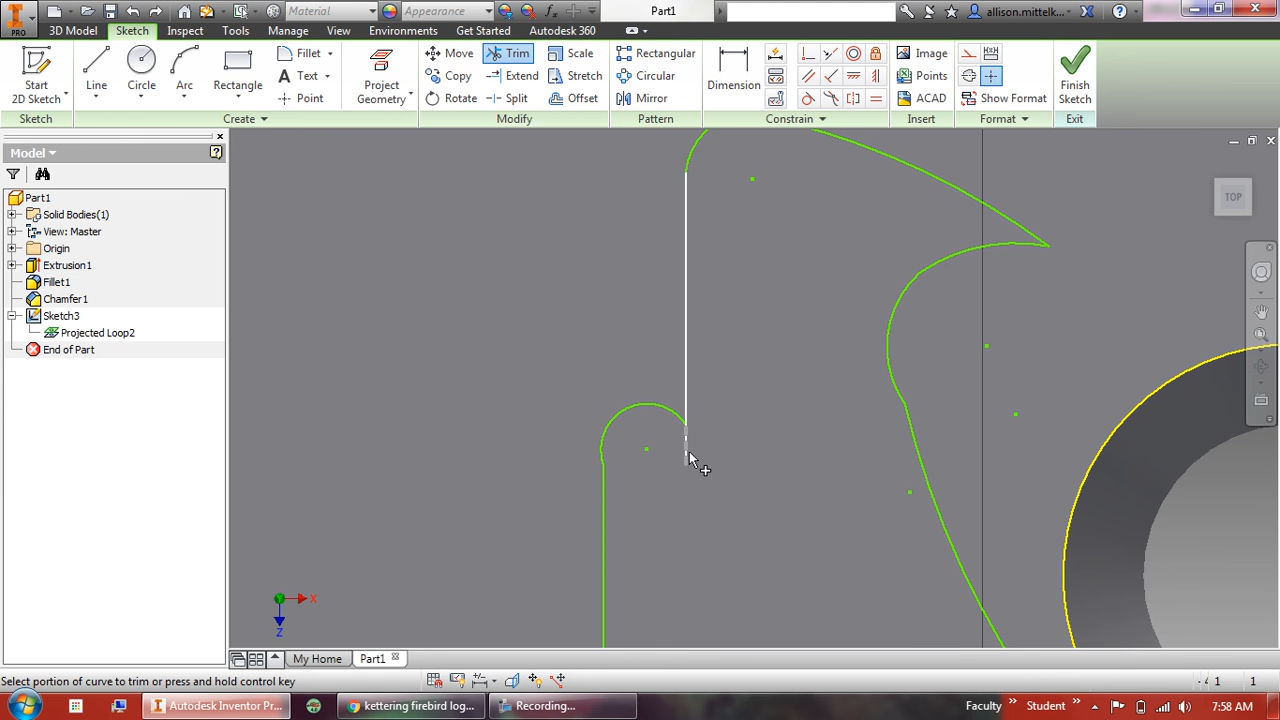 Material Appearance fx Part1 allison.mittelk...
PRO 3D Model Sketch Inspect Tools Manage View Environments Get Started Autodesk 360
Start 2D Sketch Line Circle Arc Rectangle Fillet Text Point Project Geometry Move Copy Rotate Trim Extend Split Scale Stretch Offset Rectangular Circular Mirror Dimension Image Points ACAD Show Format Finish Sketch
Sketch Create Modify Pattern Constrain Insert Format Exit
Model
Part1
Solid Bodies(1)
View: Master
Origin
Extrusion1
Fillet1
Chamfer1
Sketch3
Projected Loop2
End of Part
TOP
X
Z
My Home Part1
Select portion of curve to trim or press and hold control key 1 1
Autodesk Inventor Pr... kettering firebird log... Recording... Faculty Student 7:58 AM